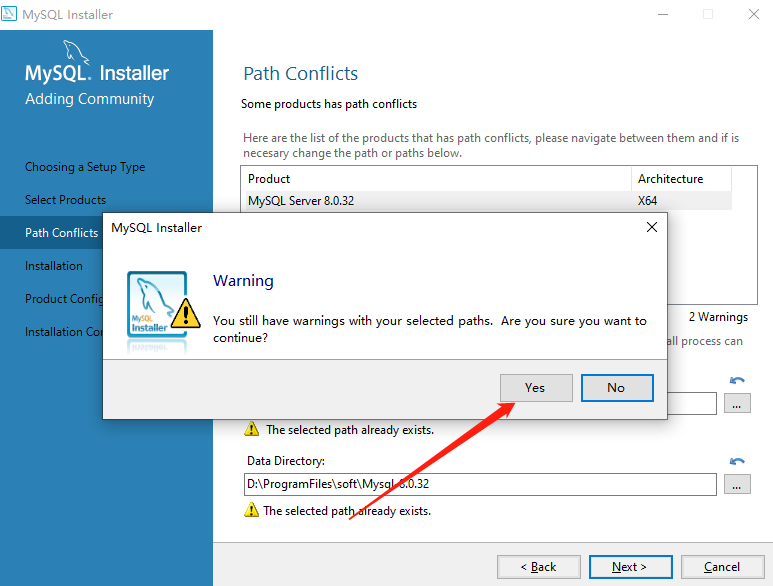 MySQL Installer
MySQL. Installer
Adding Community
Choosing a Setup Type
Select Products
Path Conflicts
Installation
Product Config
Installation Co
Path Conflicts
Some products has path conflicts
Here are the list of the products that has path conflicts, please navigate between them and if is
necesary change the path or paths below.
Product Architecture
MySQL Server 8.0.32 X64
2 Warnings
all process can
MySQL Installer
MySQL
Installer
Warning
You still have warnings with your selected paths. Are you sure you want to
continue?
Yes No
...
The selected path already exists.
Data Directory:
D:\ProgramFiles\soft\Mysql-8.0.32
...
The selected path already exists.
< Back Next > Cancel